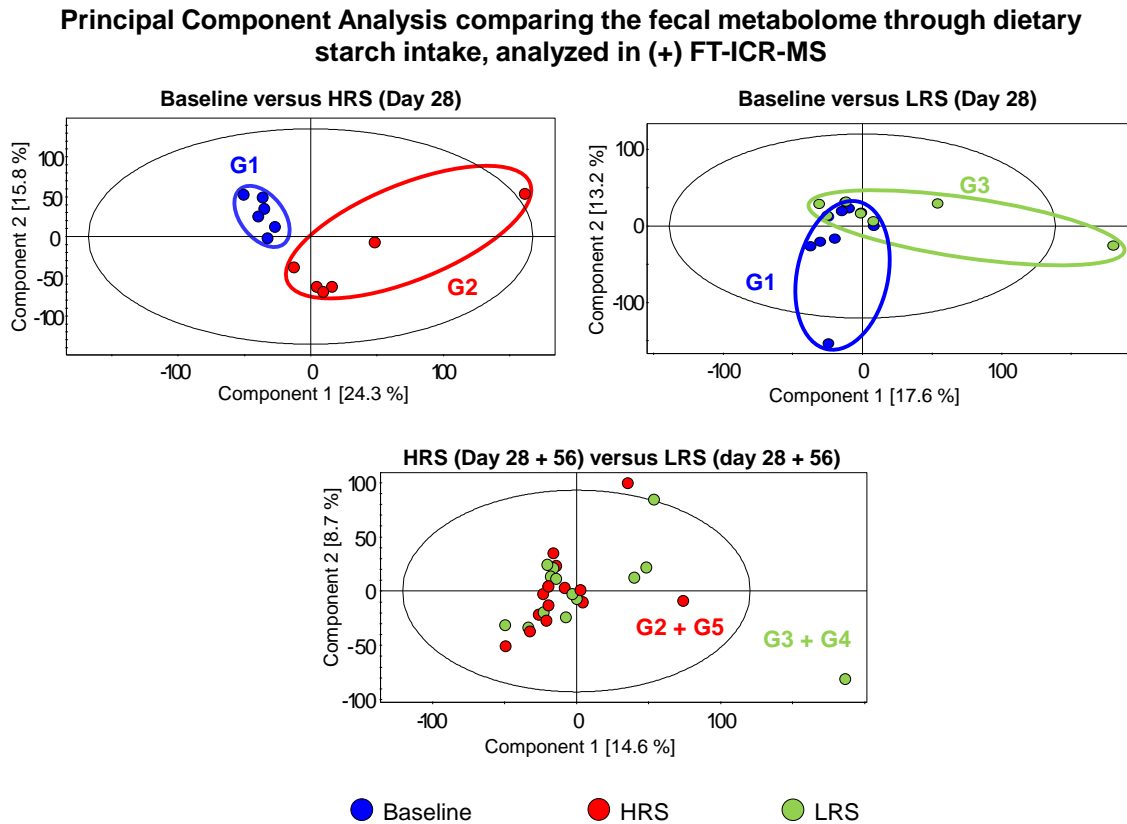 Principal Component Analysis comparing the fecal metabolome through dietary
starch intake, analyzed in (+) FT-ICR-MS
Baseline versus HRS (Day 28)
Component 2 [15.8 %]
100
50
0
-50
-100
G1
G2
-100
0
100
Component 1 [24.3 %]
Baseline versus LRS (Day 28)
Component 2 [13.2 %]
100
0
-100
G3
G1
-100
0
100
Component 1 [17.6 %]
HRS (Day 28 + 56) versus LRS (day 28 + 56)
Component 2 [8.7 %]
100
50
0
-50
-100
G2 + G5
G3 + G4
-100
0
100
Component 1 [14.6 %]
Baseline
HRS
LRS